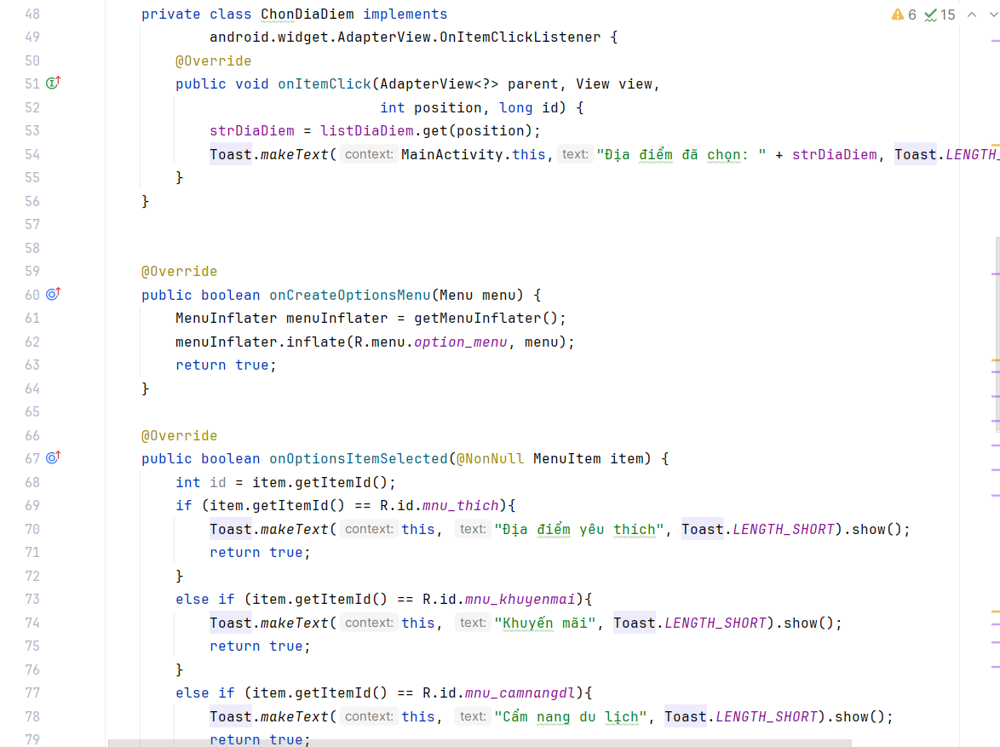 48 private class ChonDiaDiem implements
6 15
49 android.widget.AdapterView.OnItemClickListener {
50 @Override
51 public void onItemClick(AdapterView<?> parent, View view,
52 int position, long id) {
53 strDiaDiem = listDiaDiem.get(position);
54 Toast.makeText( context: MainActivity.this, text: "Địa điểm đã chọn: " + strDiaDiem, Toast.LENGTH_
55 }
56 }
57
58
59 @Override
60 public boolean onCreateOptionsMenu(Menu menu) {
61 MenuInflater menuInflater = getMenuInflater();
62 menuInflater.inflate(R.menu.option_menu, menu);
63 return true;
64 }
65
66 @Override
67 public boolean onOptionsItemSelected(@NonNull MenuItem item) {
68 int id = item.getItemId();
69 if (item.getItemId() == R.id.mnu_thich){
70 Toast.makeText( context: this, text: "Địa điểm yêu thích", Toast.LENGTH_SHORT).show();
71 return true;
72 }
73 else if (item.getItemId() == R.id.mnu_khuyenmai){
74 Toast.makeText( context: this, text: "Khuyến mãi", Toast.LENGTH_SHORT).show();
75 return true;
76 }
77 else if (item.getItemId() == R.id.mnu_camnangdl){
78 Toast.makeText( context: this, text: "Cẩm nang du lịch", Toast.LENGTH_SHORT).show();
79 return true;